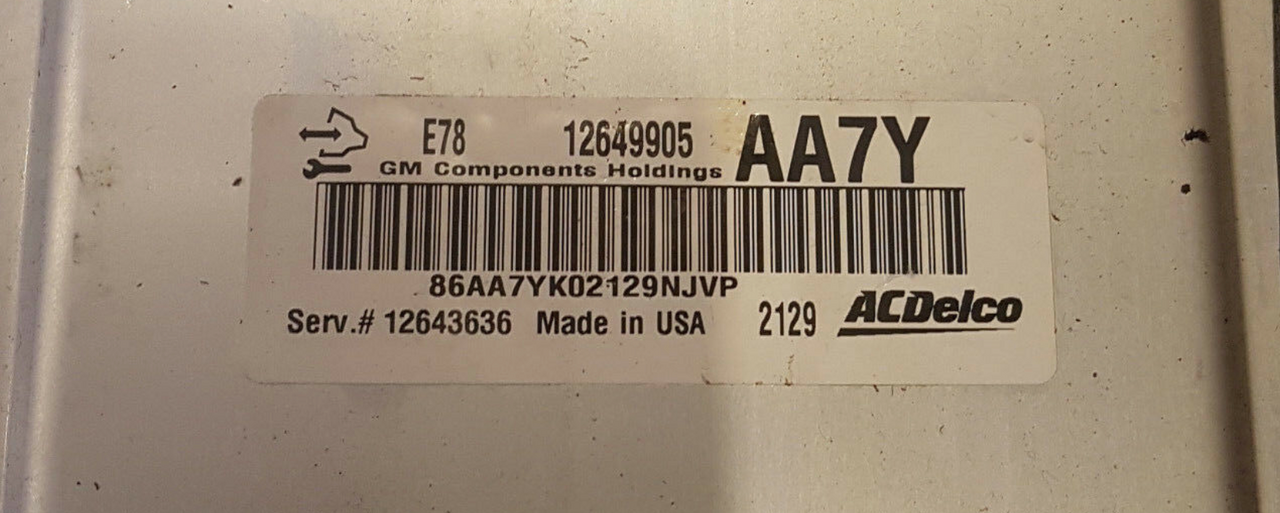 E78 12649905 AA7Y
GM Components Holdings
86AA7YK02129NJVP
Serv.# 12643636 Made in USA 2129 ACDelco